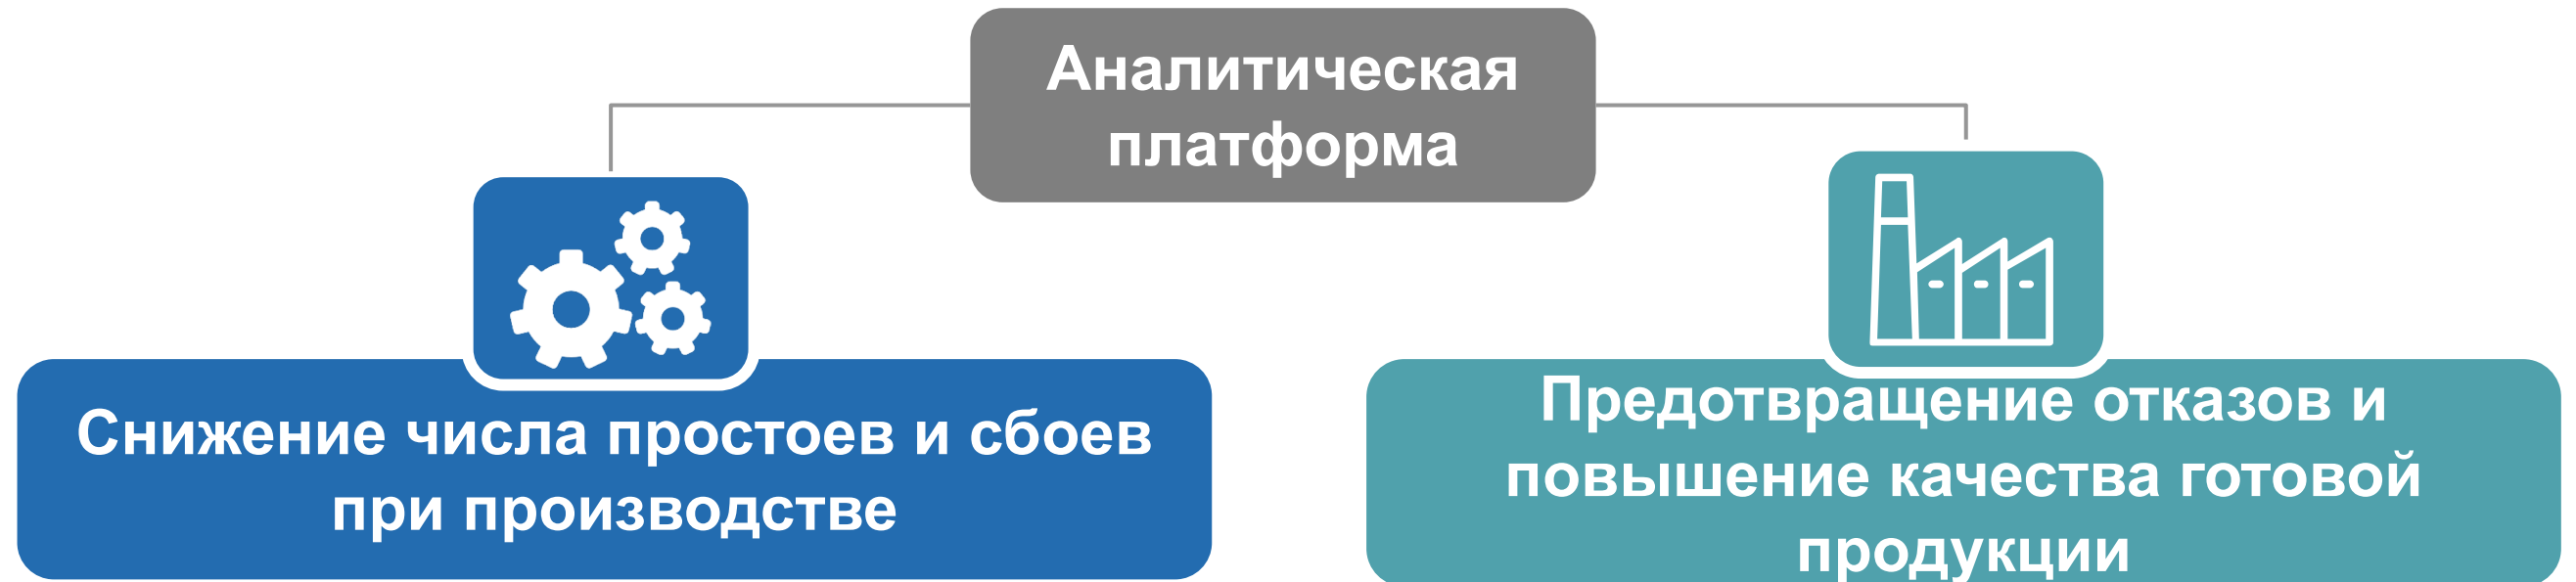 Аналитическая
платформа
Снижение числа простоев и сбоев
при производстве
Предотвращение отказов и
повышение качества готовой
продукции